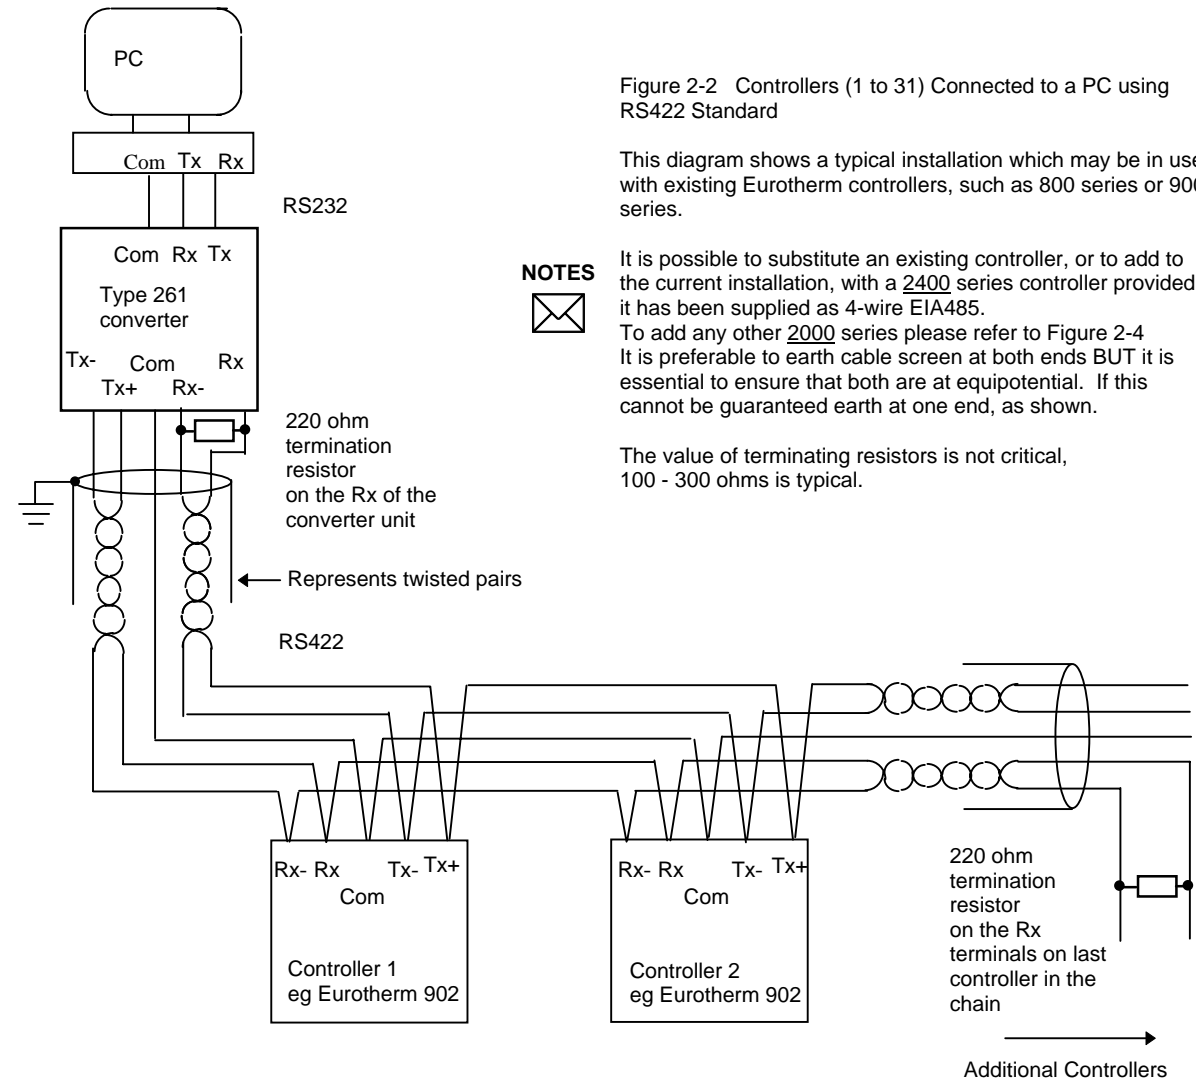 PC
Com Tx Rx
RS232
Com Rx Tx
Type 261
converter
Tx- Com Rx
Tx+ Rx-
220 ohm
termination
resistor
on the Rx of the
converter unit
Represents twisted pairs
RS422
Figure 2-2 Controllers (1 to 31) Connected to a PC using
RS422 Standard
This diagram shows a typical installation which may be in use
with existing Eurotherm controllers, such as 800 series or 900
series.
NOTES
It is possible to substitute an existing controller, or to add to
the current installation, with a 2400 series controller provided
it has been supplied as 4-wire EIA485.
To add any other 2000 series please refer to Figure 2-4
It is preferable to earth cable screen at both ends BUT it is
essential to ensure that both are at equipotential. If this
cannot be guaranteed earth at one end, as shown.
The value of terminating resistors is not critical,
100 - 300 ohms is typical.
Rx- Rx Tx- Tx+
Com
Controller 1
eg Eurotherm 902
Rx- Rx Tx- Tx+
Com
Controller 2
eg Eurotherm 902
220 ohm
termination
resistor
on the Rx
terminals on last
controller in the
chain
Additional Controllers